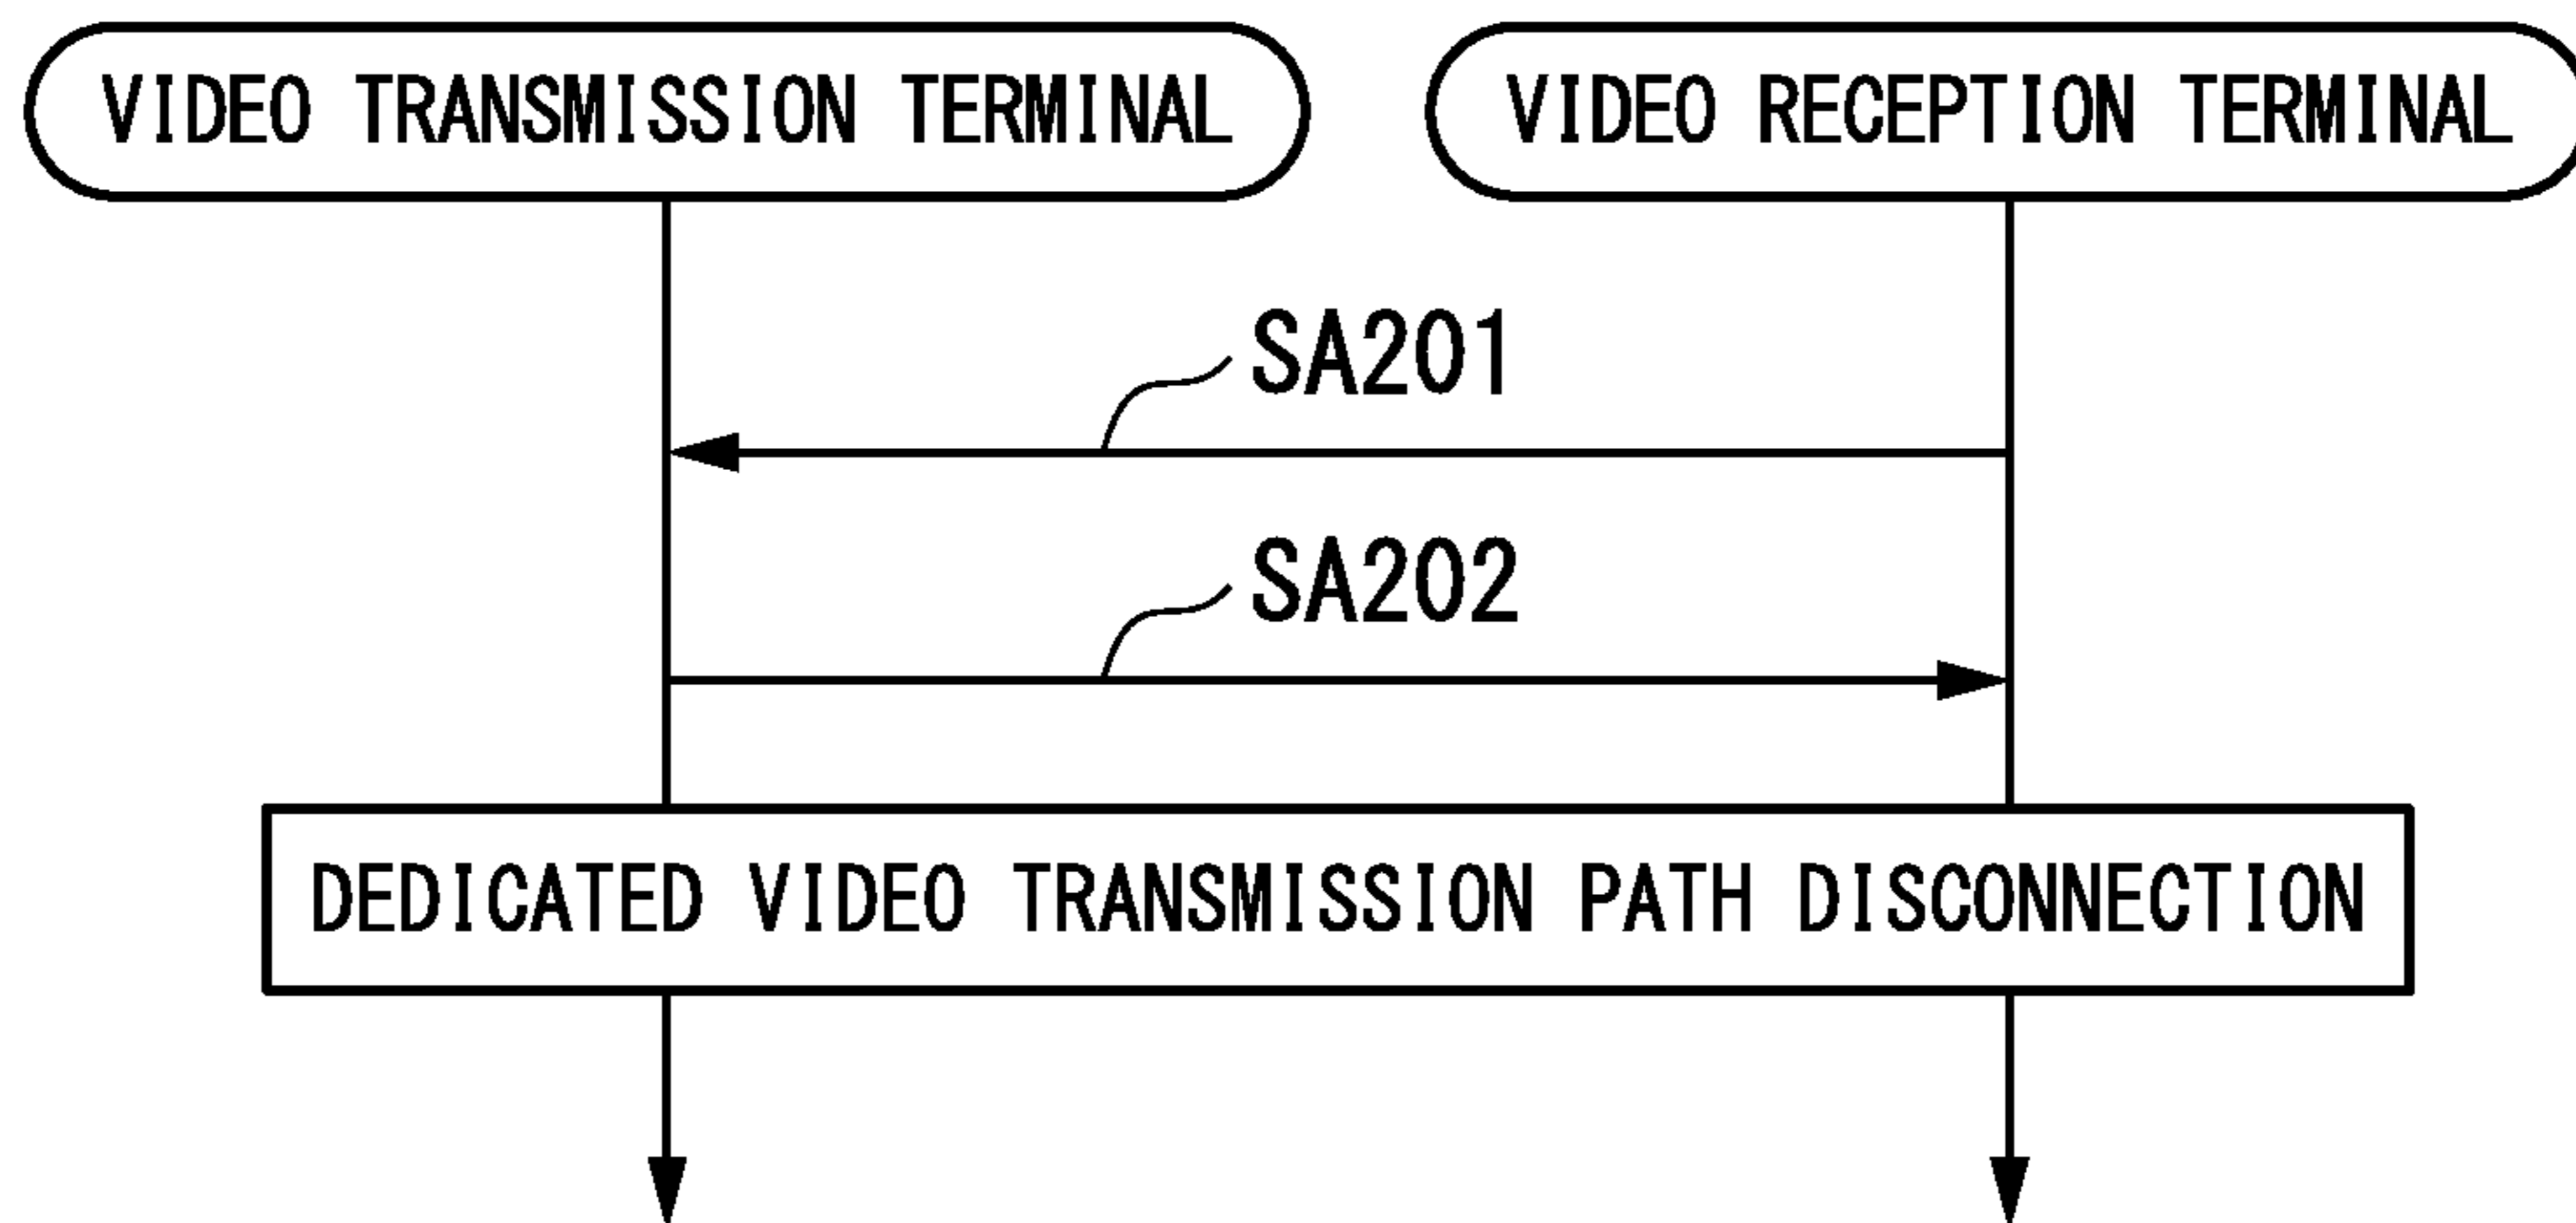 VIDEO TRANSMISSION TERMINAL
VIDEO RECEPTION TERMINAL
SA201
SA202
DEDICATED VIDEO TRANSMISSION PATH DISCONNECTION